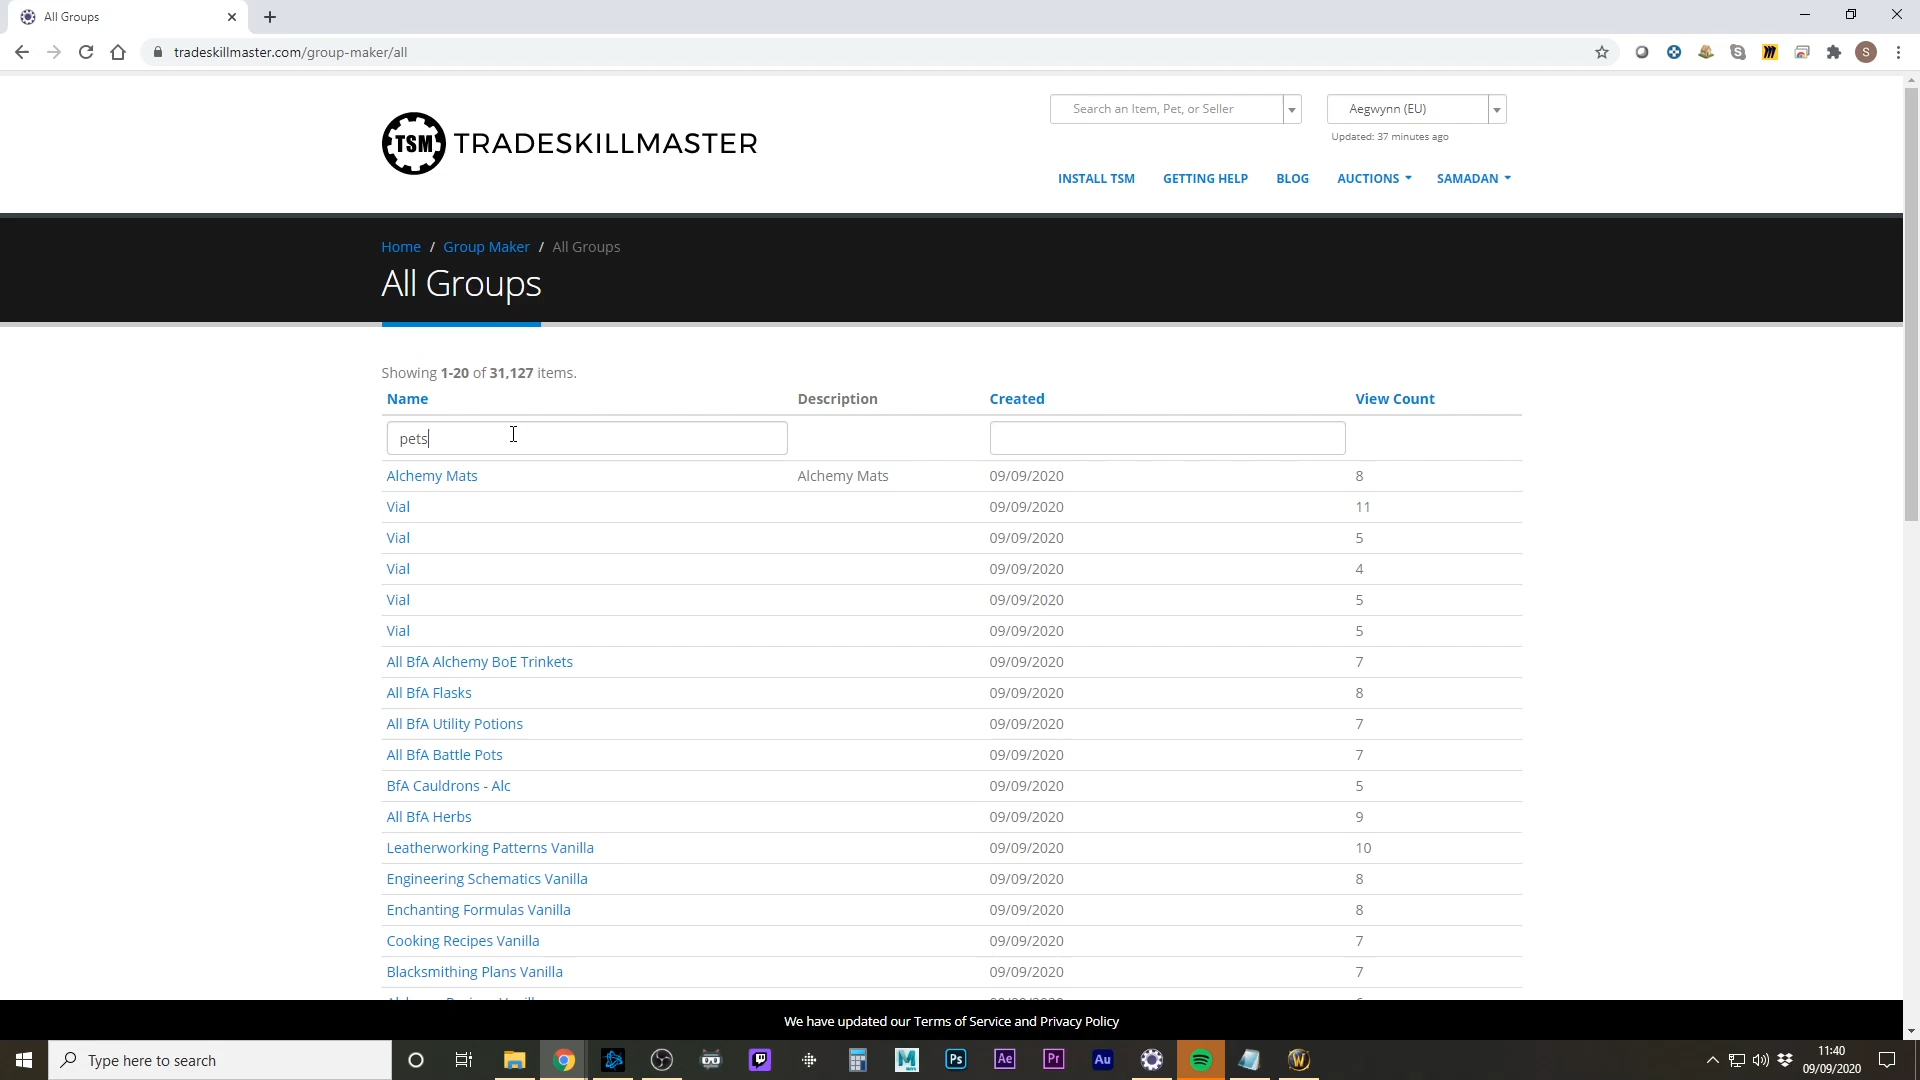 All Groups
tradeskillmaster.com/group-maker/all
S
Search an Item, Pet, or Seller
Aegwynn (EU)
Updated: 37 minutes ago
TSM TRADESKILLMASTER
INSTALL TSM GETTING HELP BLOG AUCTIONS SAMADAN
Home / Group Maker / All Groups
All Groups
Showing 1-20 of 31,127 items.
Name Description Created View Count
pets
Alchemy Mats Alchemy Mats 09/09/2020 8
Vial 09/09/2020 11
Vial 09/09/2020 5
Vial 09/09/2020 4
Vial 09/09/2020 5
Vial 09/09/2020 5
All BfA Alchemy BoE Trinkets 09/09/2020 7
All BfA Flasks 09/09/2020 8
All BfA Utility Potions 09/09/2020 7
All BfA Battle Pots 09/09/2020 7
BfA Cauldrons - Alc 09/09/2020 5
All BfA Herbs 09/09/2020 9
Leatherworking Patterns Vanilla 09/09/2020 10
Engineering Schematics Vanilla 09/09/2020 8
Enchanting Formulas Vanilla 09/09/2020 8
Cooking Recipes Vanilla 09/09/2020 7
Blacksmithing Plans Vanilla 09/09/2020 7
We have updated our Terms of Service and Privacy Policy
Type here to search
Ps Ae Pr Au
11:40
09/09/2020